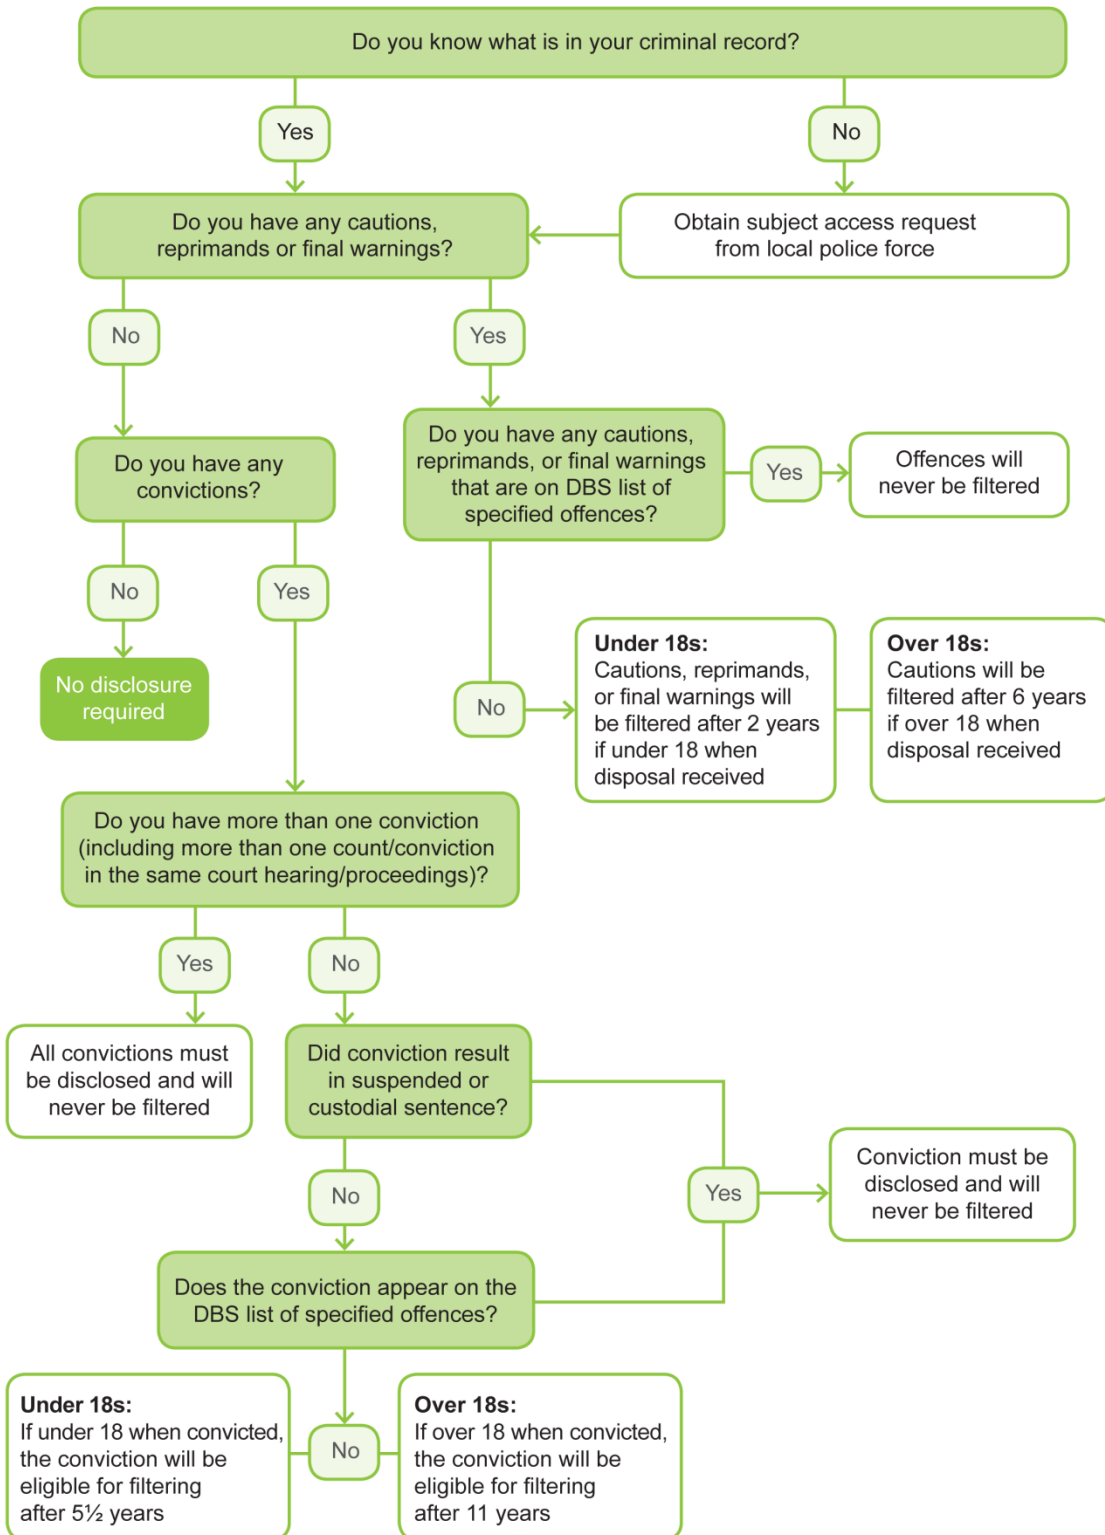 Do you know what is in your criminal record?
Yes
No
Do you have any cautions,
reprimands or final warnings?
Obtain subject access request
from local police force
No
Yes
Do you have any
convictions?
Do you have any cautions,
reprimands, or final warnings
that are on DBS list of
specified offences?
Yes
Offences will
never be filtered
No
Yes
No disclosure
required
No
Under 18s:
Cautions, reprimands,
or final warnings will
be filtered after 2 years
if under 18 when
disposal received
Over 18s:
Cautions will be
filtered after 6 years
if over 18 when
disposal received
Do you have more than one conviction
(including more than one count/conviction
in the same court hearing/proceedings)?
Yes
No
All convictions must
be disclosed and will
never be filtered
Did conviction result
in suspended or
custodial sentence?
No
Yes
Conviction must be
disclosed and will
never be filtered
Does the conviction appear on the
DBS list of specified offences?
Under 18s:
If under 18 when convicted,
the conviction will be
eligible for filtering
after 5½ years
No
Over 18s:
If over 18 when convicted,
the conviction will be
eligible for filtering
after 11 years